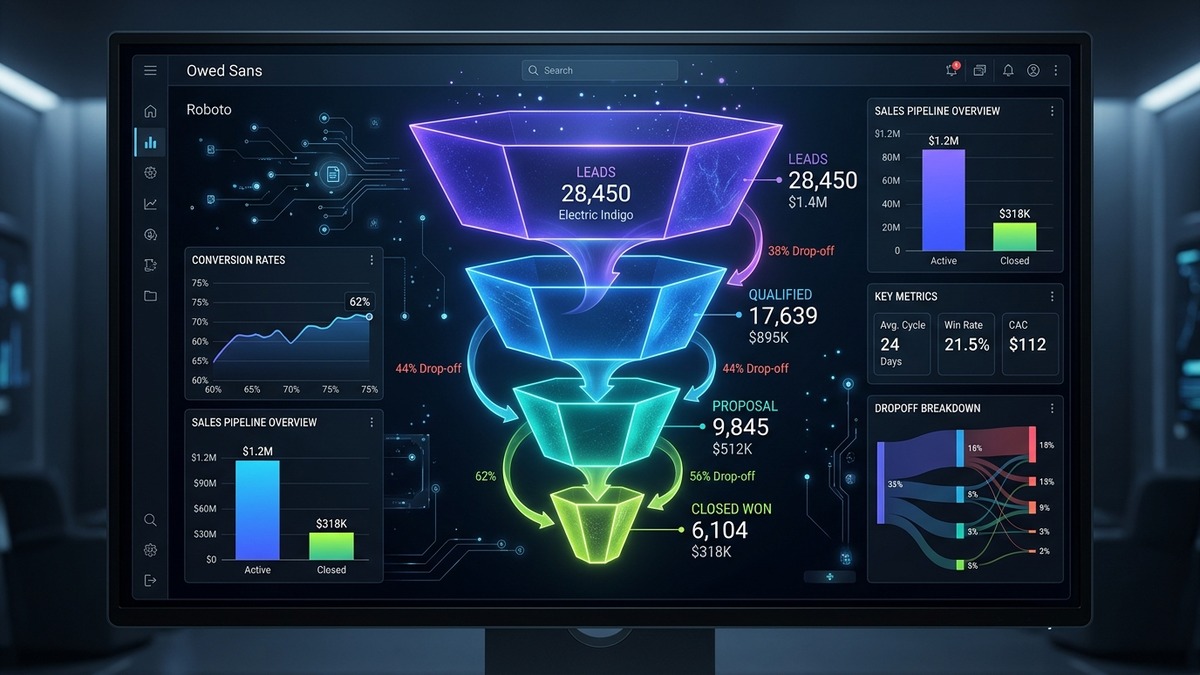 Owed Sans
Search
Roboto
CONVERSION RATES
75%
75%
70%
60%
65%
60%
62%
60% 65% 70% 75% 75%
SALES PIPELINE OVERVIEW
$1.2M
$90M
$60M
$30M
$0
$1.2M
$318K
Active Closed
LEADS
28,450
Electric Indigo
LEADS
28,450
$1.4M
38% Drop-off
QUALIFIED
17,639
$895K
44% Drop-off
44% Drop-off
PROPOSAL
9,845
$512K
62%
56% Drop-off
CLOSED WON
6,104
$318K
SALES PIPELINE OVERVIEW
$1.2M
80M
60M
40M
20M
0
$1.2M
$318K
Active Closed
KEY METRICS
Avg. Cycle
24
Days
Win Rate
21.5%
CAC
$112
DROPOFF BREAKDOWN
35%
16%
5%
3%
5%
18%
13%
9%
3%
2%